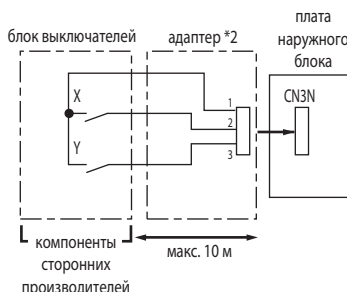 блок выключателей
адаптер *2
плата
наружного
блока
X
Y
1
2
3
CN3N
компоненты
сторонних
производителей
макс. 10 м